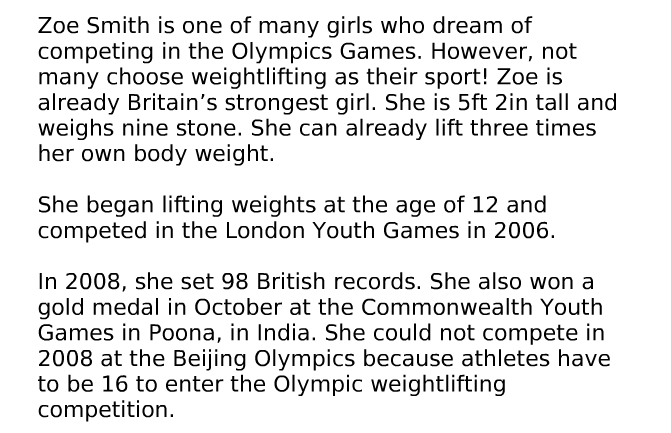 Zoe Smith is one of many girls who dream of
competing in the Olympics Games. However, not
many choose weightlifting as their sport! Zoe is
already Britain’s strongest girl. She is 5ft 2in tall and
weighs nine stone. She can already lift three times
her own body weight.
She began lifting weights at the age of 12 and
competed in the London Youth Games in 2006.
In 2008, she set 98 British records. She also won a
gold medal in October at the Commonwealth Youth
Games in Poona, in India. She could not compete in
2008 at the Beijing Olympics because athletes have
to be 16 to enter the Olympic weightlifting
competition.